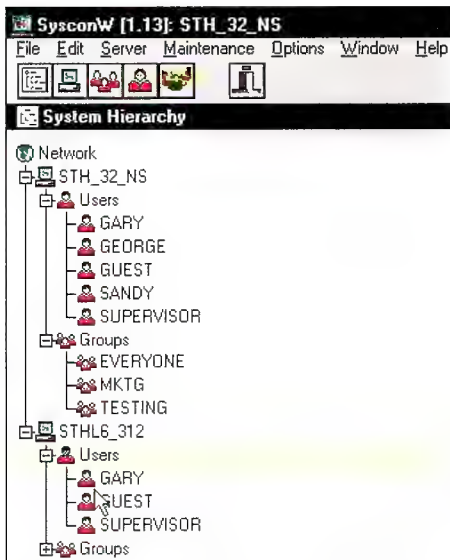 SysconW [1.13]: STH_32_NS
File Edit Server Maintenance Options Window Help
System Hierarchy
Network
STH_32_NS
Users
GARY
GEORGE
GUEST
SANDY
SUPERVISOR
Groups
EVERYONE
MKTG
TESTING
STHL6_312
Users
GARY
GUEST
SUPERVISOR
Groups